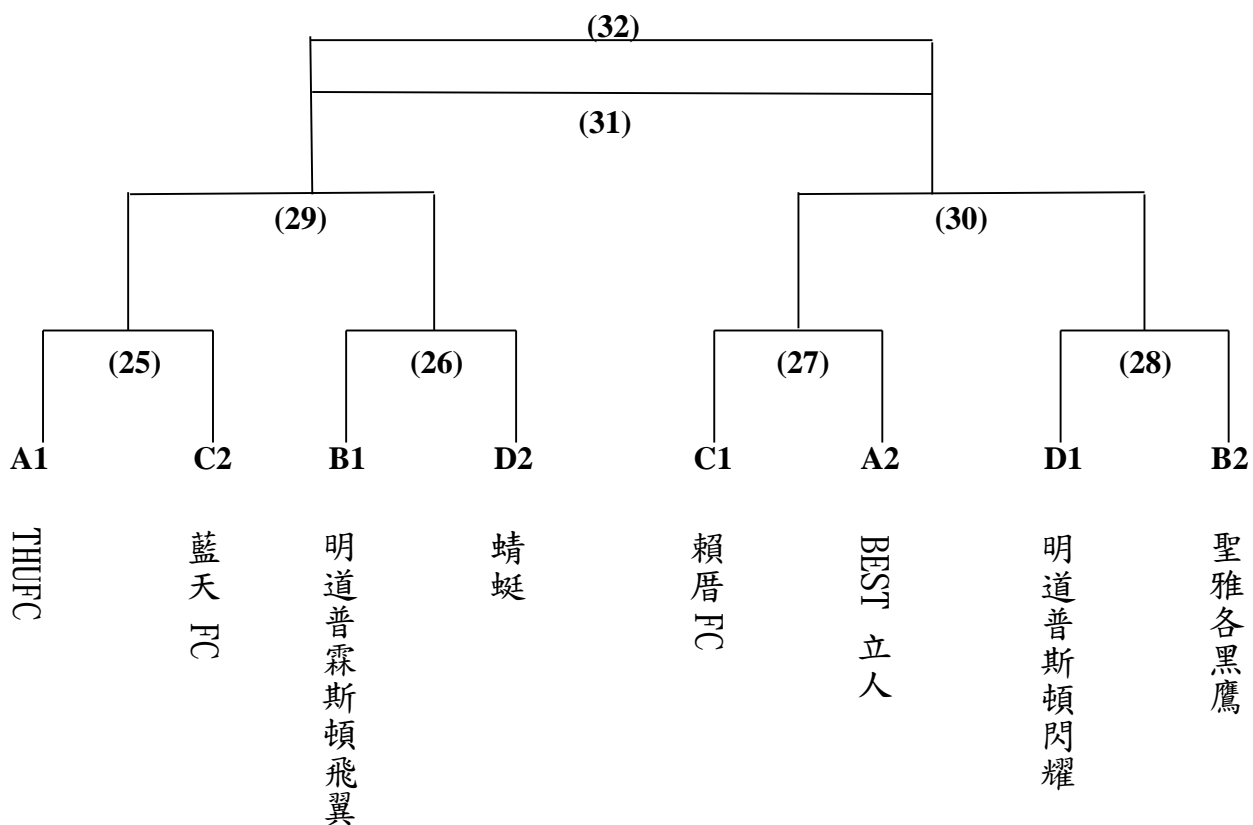 (32)
(31)
(29)
(30)
(25)
(26)
(27)
(28)
A1
C2
B1
D2
C1
A2
D1
B2
THUFC
藍天 FC
明道普霖斯頓飛翼
蜻蜓
賴厝 FC
BEST 立人
明道普斯頓閃耀
聖雅各黑鷹